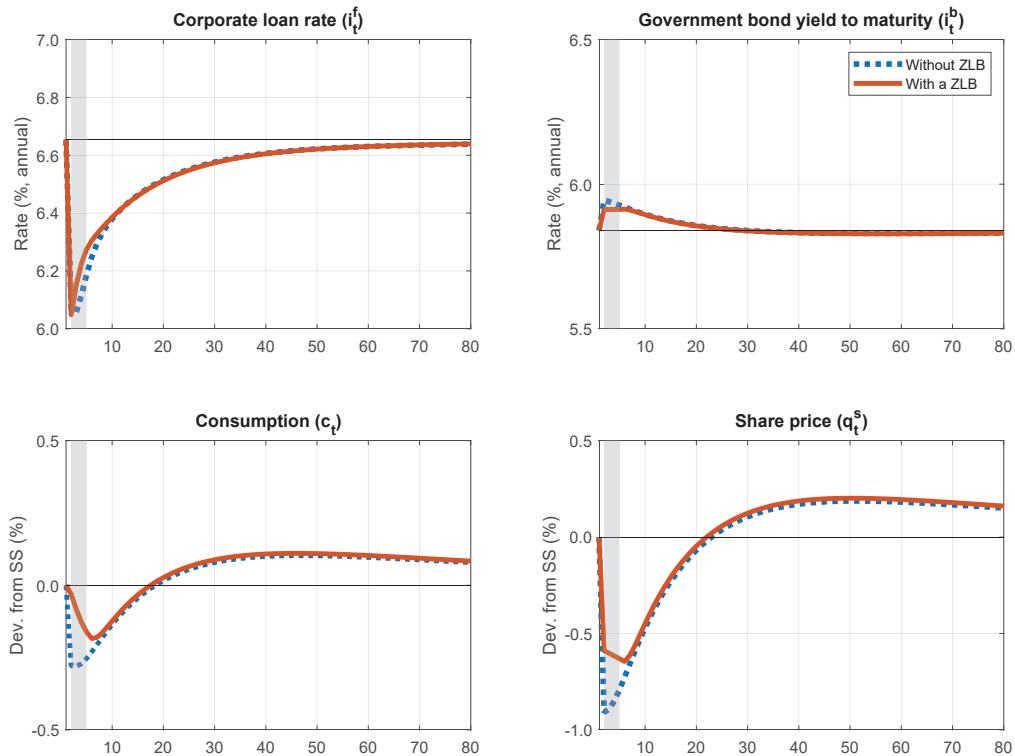 Corporate loan rate (i_t^f)
Rate (%, annual)
7.0
6.8
6.6
6.4
6.2
6.0
10 20 30 40 50 60 70 80
Government bond yield to maturity (i_t^b)
Without ZLB
With a ZLB
Rate (%, annual)
6.5
6.0
5.5
10 20 30 40 50 60 70 80
Consumption (c_t)
Dev. from SS (%)
0.5
0.0
-0.5
10 20 30 40 50 60 70 80
Share price (q_t^s)
Dev. from SS (%)
0.5
0.0
-0.5
-1.0
10 20 30 40 50 60 70 80